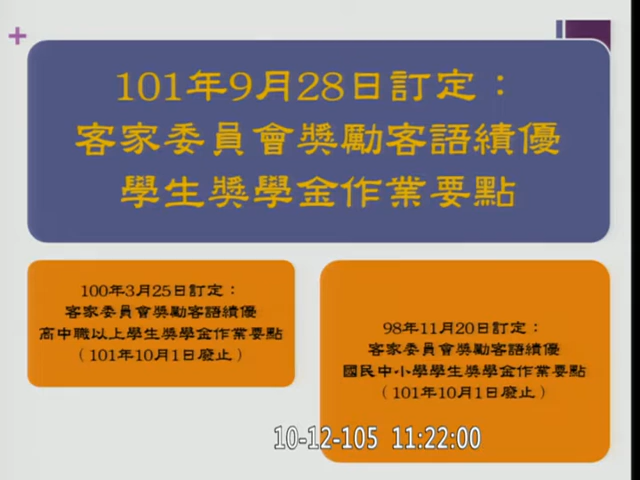 101年9月28日訂定：
客家委員會獎勵客語績優
學生獎學金作業要點
100年3月25日訂定：
客家委員會獎勵客語績優
高中職以上學生獎學金作業要點
（101年10月1日廢止）
98年11月20日訂定：
客家委員會獎勵客語績優
國民中小學學生獎學金作業要點
（101年10月1日廢止）
10-12-105 11:22:00